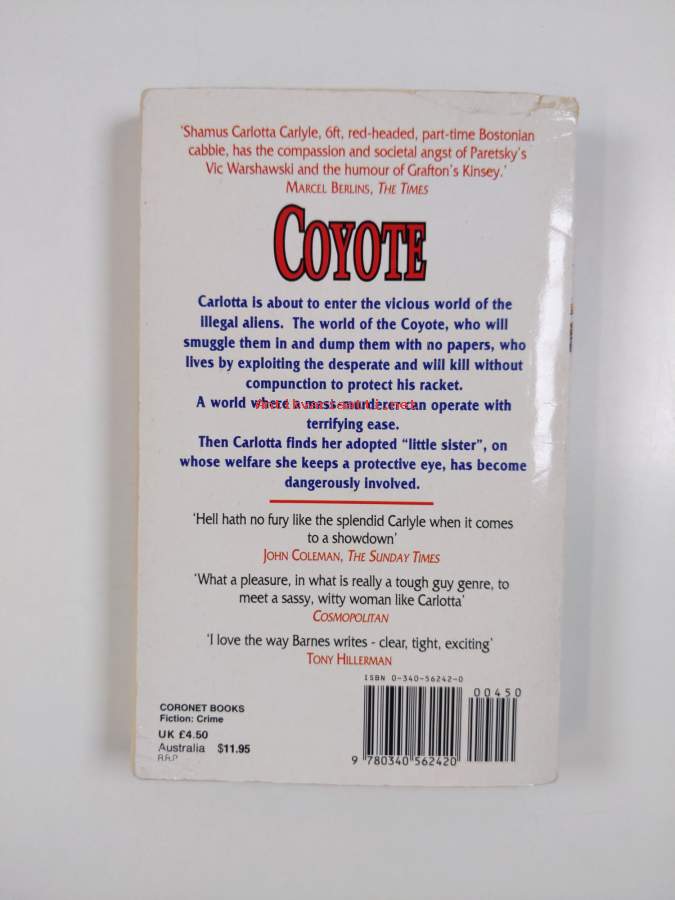 'Shamus Carlotta Carlyle, 6ft, red-headed, part-time Bostonian
cabbie, has the compassion and societal angst of Paretsky's
Vic Warshawski and the humour of Grafton's Kinsey.'
MARCEL BERLINS, THE TIMES
COYOTE
Carlotta is about to enter the vicious world of the
illegal aliens. The world of the Coyote, who will
smuggle them in and dump them with no papers, who
lives by exploiting the desperate and will kill without
compunction to protect his racket.
A world where a mass-murderer can operate with
terrifying ease.
Then Carlotta finds her adopted "little sister", on
whose welfare she keeps a protective eye, has become
dangerously involved.
'Hell hath no fury like the splendid Carlyle when it comes
to a showdown'
JOHN COLEMAN, THE SUNDAY TIMES
'What a pleasure, in what is really a tough guy genre, to
meet a sassy, witty woman like Carlotta'
COSMOPOLITAN
'I love the way Barnes writes - clear, tight, exciting'
TONY HILLERMAN
ISBN 0-340-56242-0
00450
CORONET BOOKS
Fiction: Crime
UK £4.50
Australia $11.95
R.R.P
9 780340 562420